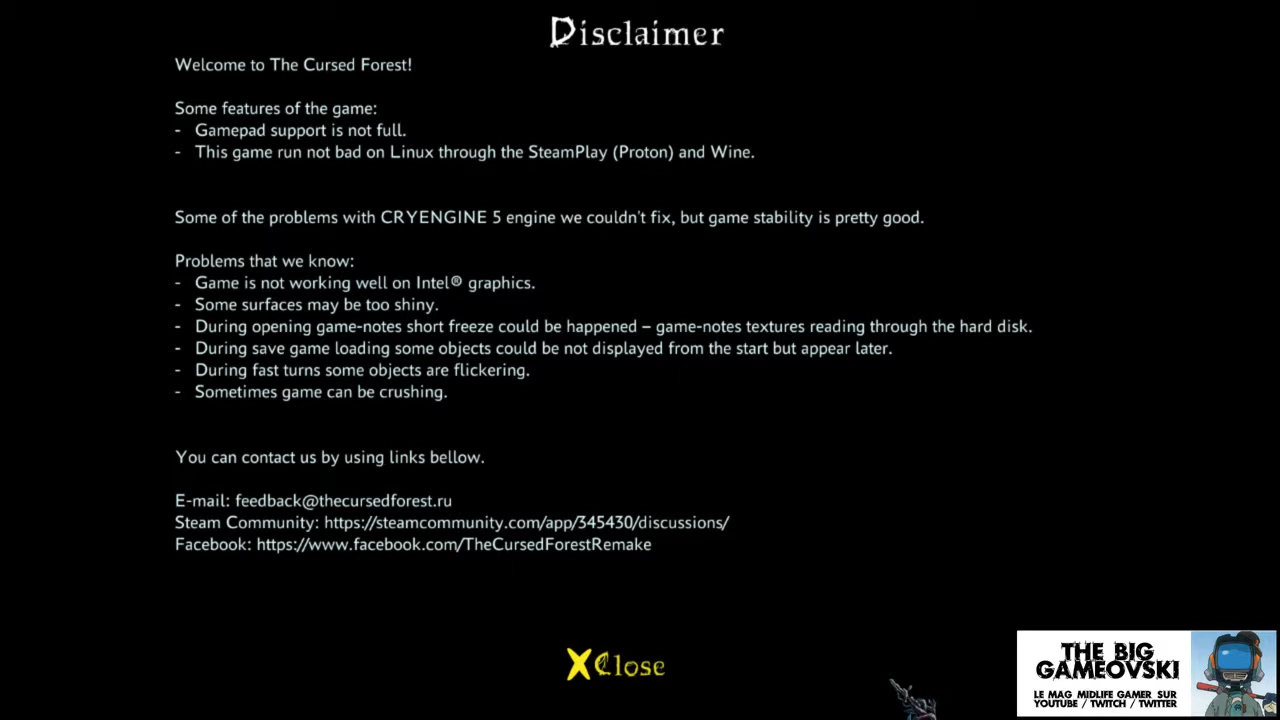 Disclaimer
Welcome to The Cursed Forest!
Some features of the game:
- Gamepad support is not full.
- This game run not bad on Linux through the SteamPlay (Proton) and Wine.
Some of the problems with CRYENGINE 5 engine we couldn't fix, but game stability is pretty good.
Problems that we know:
- Game is not working well on Intel® graphics.
- Some surfaces may be too shiny.
- During opening game-notes short freeze could be happened – game-notes textures reading through the hard disk.
- During save game loading some objects could be not displayed from the start but appear later.
- During fast turns some objects are flickering.
- Sometimes game can be crushing.
You can contact us by using links bellow.
E-mail: feedback@thecursedforest.ru
Steam Community: https://steamcommunity.com/app/345430/discussions/
Facebook: https://www.facebook.com/TheCursedForestRemake
X Close
THE BIG
GAMEOVSKI
LE MAG MIDLIFE GAMER SUR
YOUTUBE / TWITCH / TWITTER